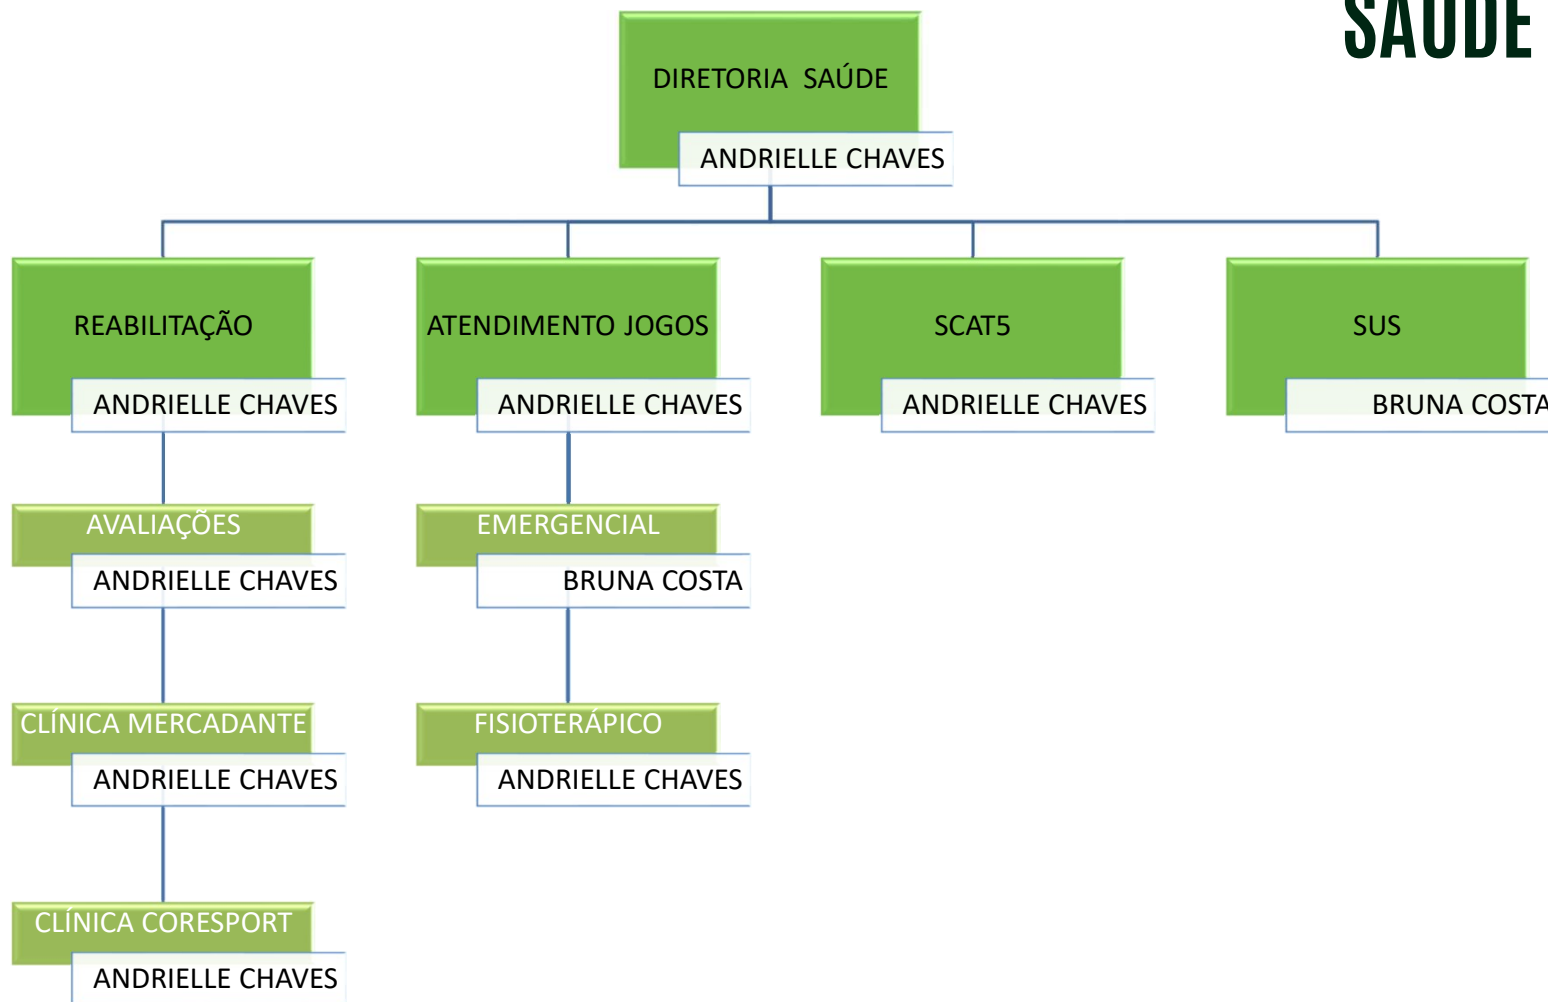 SAÚDE
DIRETORIA SAÚDE
ANDRIELLE CHAVES
REABILITAÇÃO
ANDRIELLE CHAVES
ATENDIMENTO JOGOS
ANDRIELLE CHAVES
SCAT5
ANDRIELLE CHAVES
SUS
BRUNA COSTA
AVALIAÇÕES
ANDRIELLE CHAVES
EMERGENCIAL
BRUNA COSTA
CLÍNICA MERCADANTE
ANDRIELLE CHAVES
FISIOTERÁPICO
ANDRIELLE CHAVES
CLÍNICA CORESPORT
ANDRIELLE CHAVES